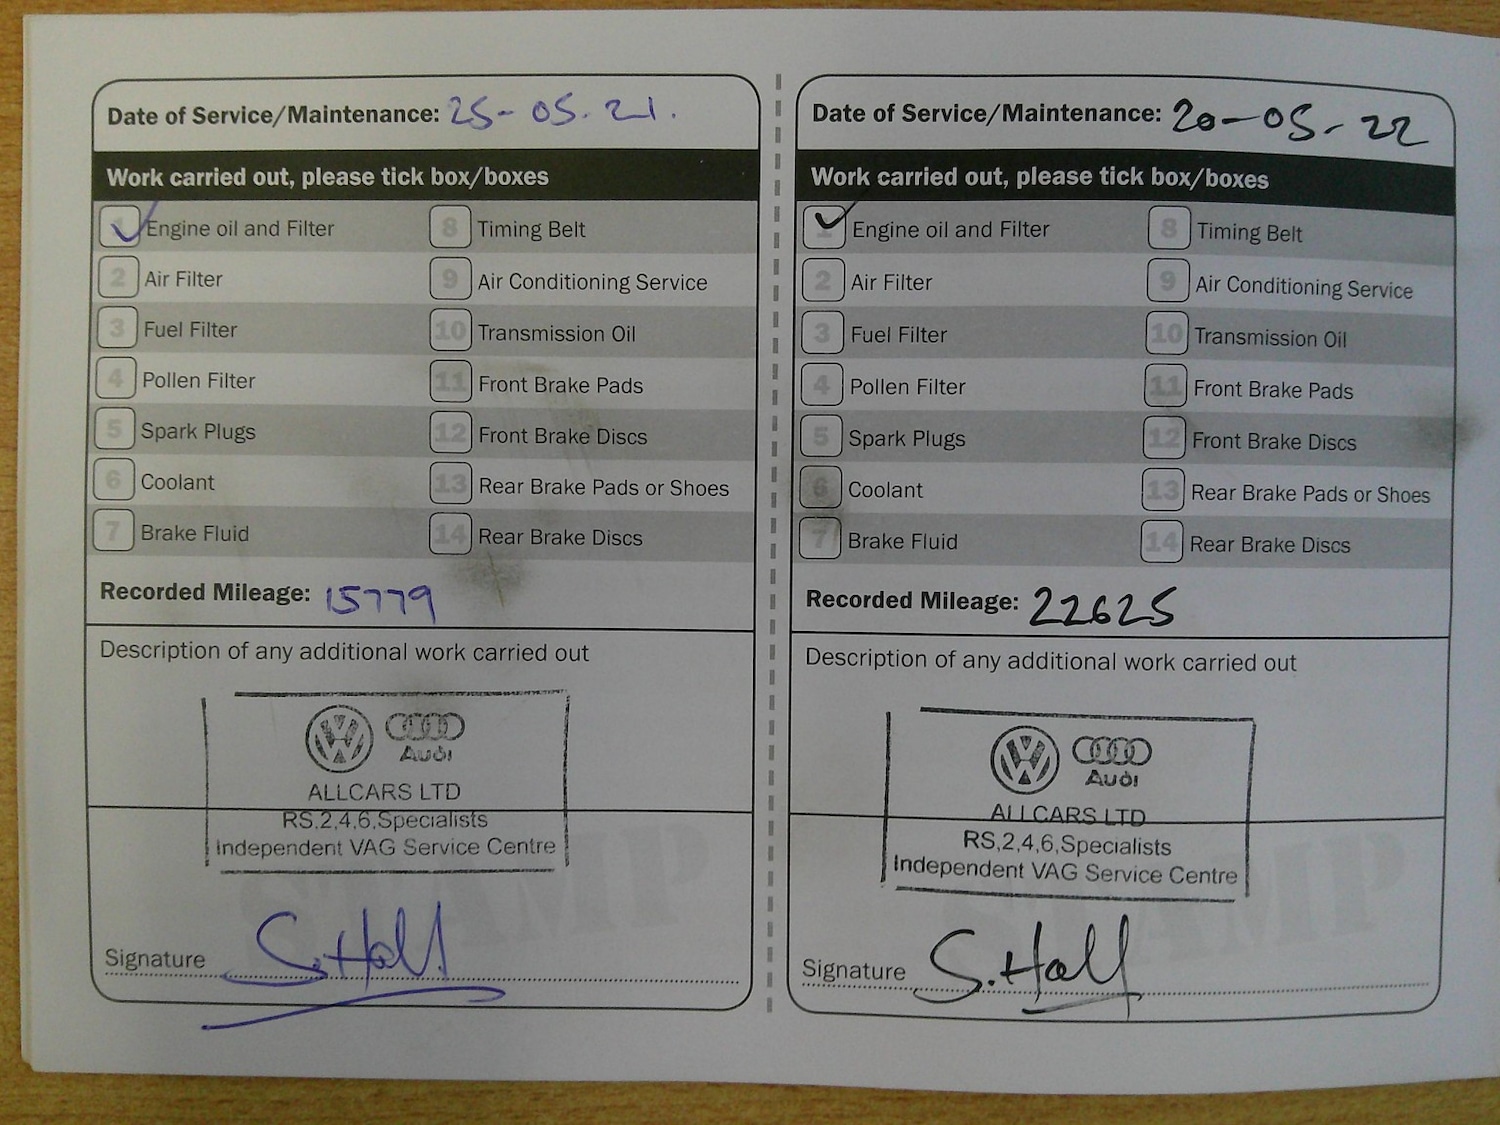 Date of Service/Maintenance: 25-05.21.
Work carried out, please tick box/boxes
1 Engine oil and Filter
2 Air Filter
3 Fuel Filter
4 Pollen Filter
5 Spark Plugs
6 Coolant
7 Brake Fluid
8 Timing Belt
9 Air Conditioning Service
10 Transmission Oil
11 Front Brake Pads
12 Front Brake Discs
13 Rear Brake Pads or Shoes
14 Rear Brake Discs
Recorded Mileage: 15779
Description of any additional work carried out
Audi
ALLCARS LTD
RS,2,4,6,Specialists
Independent VAG Service Centre
STAMP
Signature S.Hall
Date of Service/Maintenance: 20-05-22
Work carried out, please tick box/boxes
1 Engine oil and Filter
2 Air Filter
3 Fuel Filter
4 Pollen Filter
5 Spark Plugs
6 Coolant
7 Brake Fluid
8 Timing Belt
9 Air Conditioning Service
10 Transmission Oil
11 Front Brake Pads
12 Front Brake Discs
13 Rear Brake Pads or Shoes
14 Rear Brake Discs
Recorded Mileage: 22625
Description of any additional work carried out
Audi
ALLCARS LTD
RS,2,4,6,Specialists
Independent VAG Service Centre
STAMP
Signature S.Hall